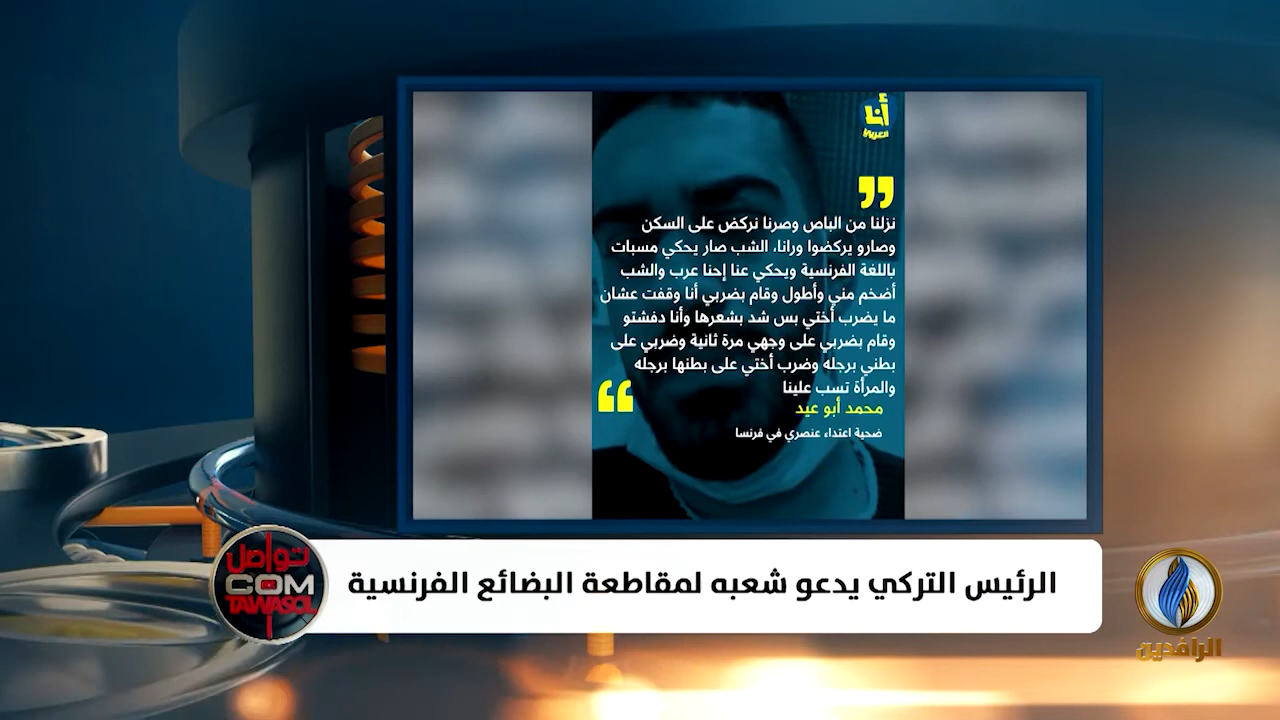 أنا
العربي
نزلنا من الباص وصرنا نركض على السكن
وصارو يركضوا ورانا، الشب صار يحكي مسبات
باللغة الفرنسية ويحكي عنا إحنا عرب والشب
أضخم مني وأطول وقام بضربي أنا وقفت عشان
ما يضرب أختي بس شد بشعرها وأنا دفشتو
وقام بضربي على وجهي مرة ثانية وضربي على
بطني برجله وضرب أختي على بطنها برجله
والمرأة تسب علينا
محمد أبو عيد
ضحية اعتداء عنصري في فرنسا
الرئيس التركي يدعو شعبه لمقاطعة البضائع الفرنسية
تواصل
COM
TAWASOL
الرافدين